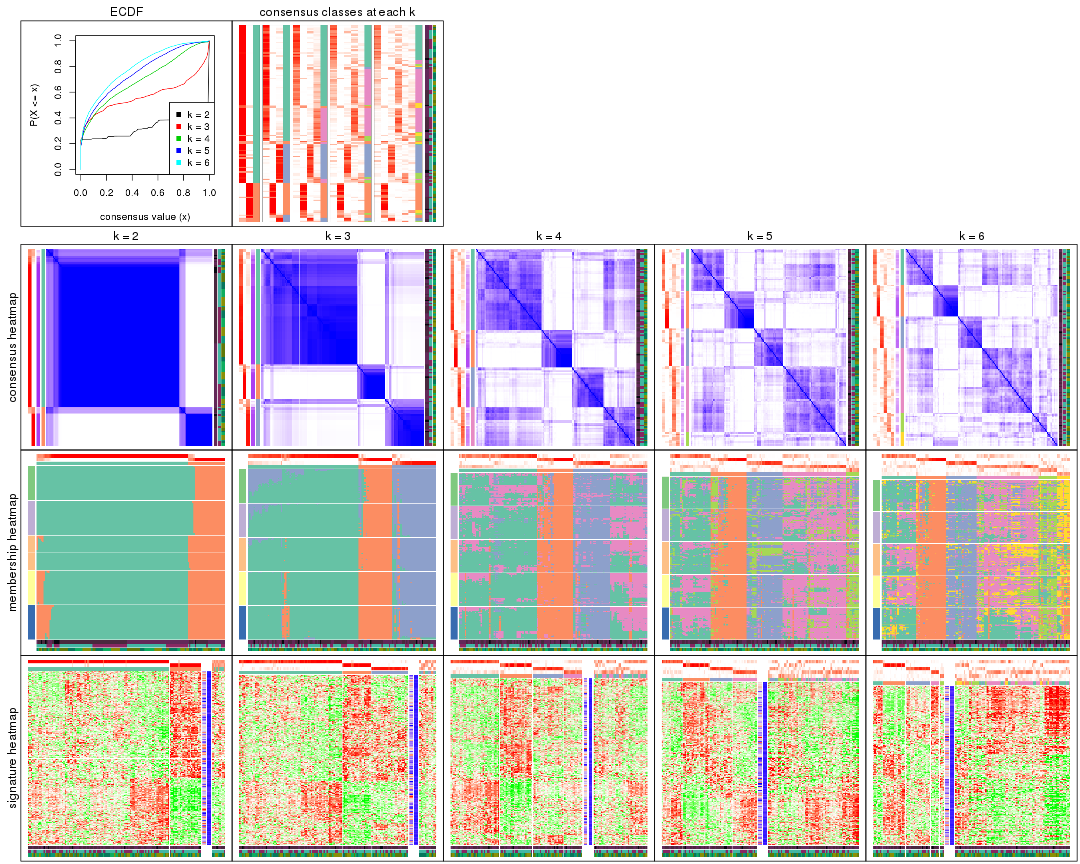 ECDF
consensus classes at each k
P(X <= x)
0.0 0.2 0.4 0.6 0.8 1.0
k = 2
k = 3
k = 4
k = 5
k = 6
0.0 0.2 0.4 0.6 0.8 1.0
consensus value (x)
k = 2
k = 3
k = 4
k = 5
k = 6
consensus heatmap
membership heatmap
signature heatmap